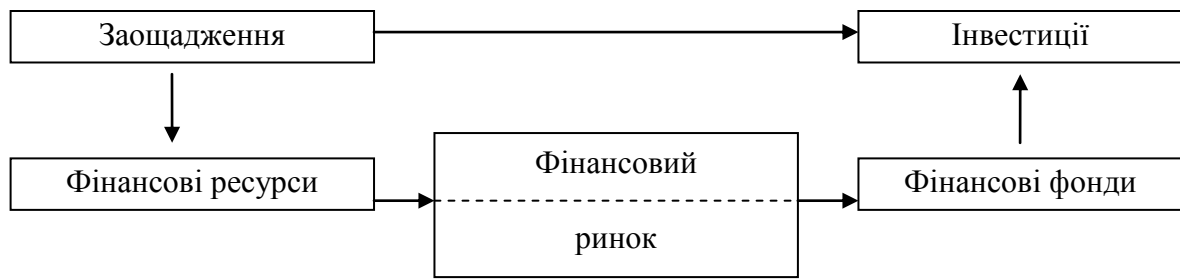 Заощадження
Інвестиції
Фінансові ресурси
Фінансовий
ринок
Фінансові фонди